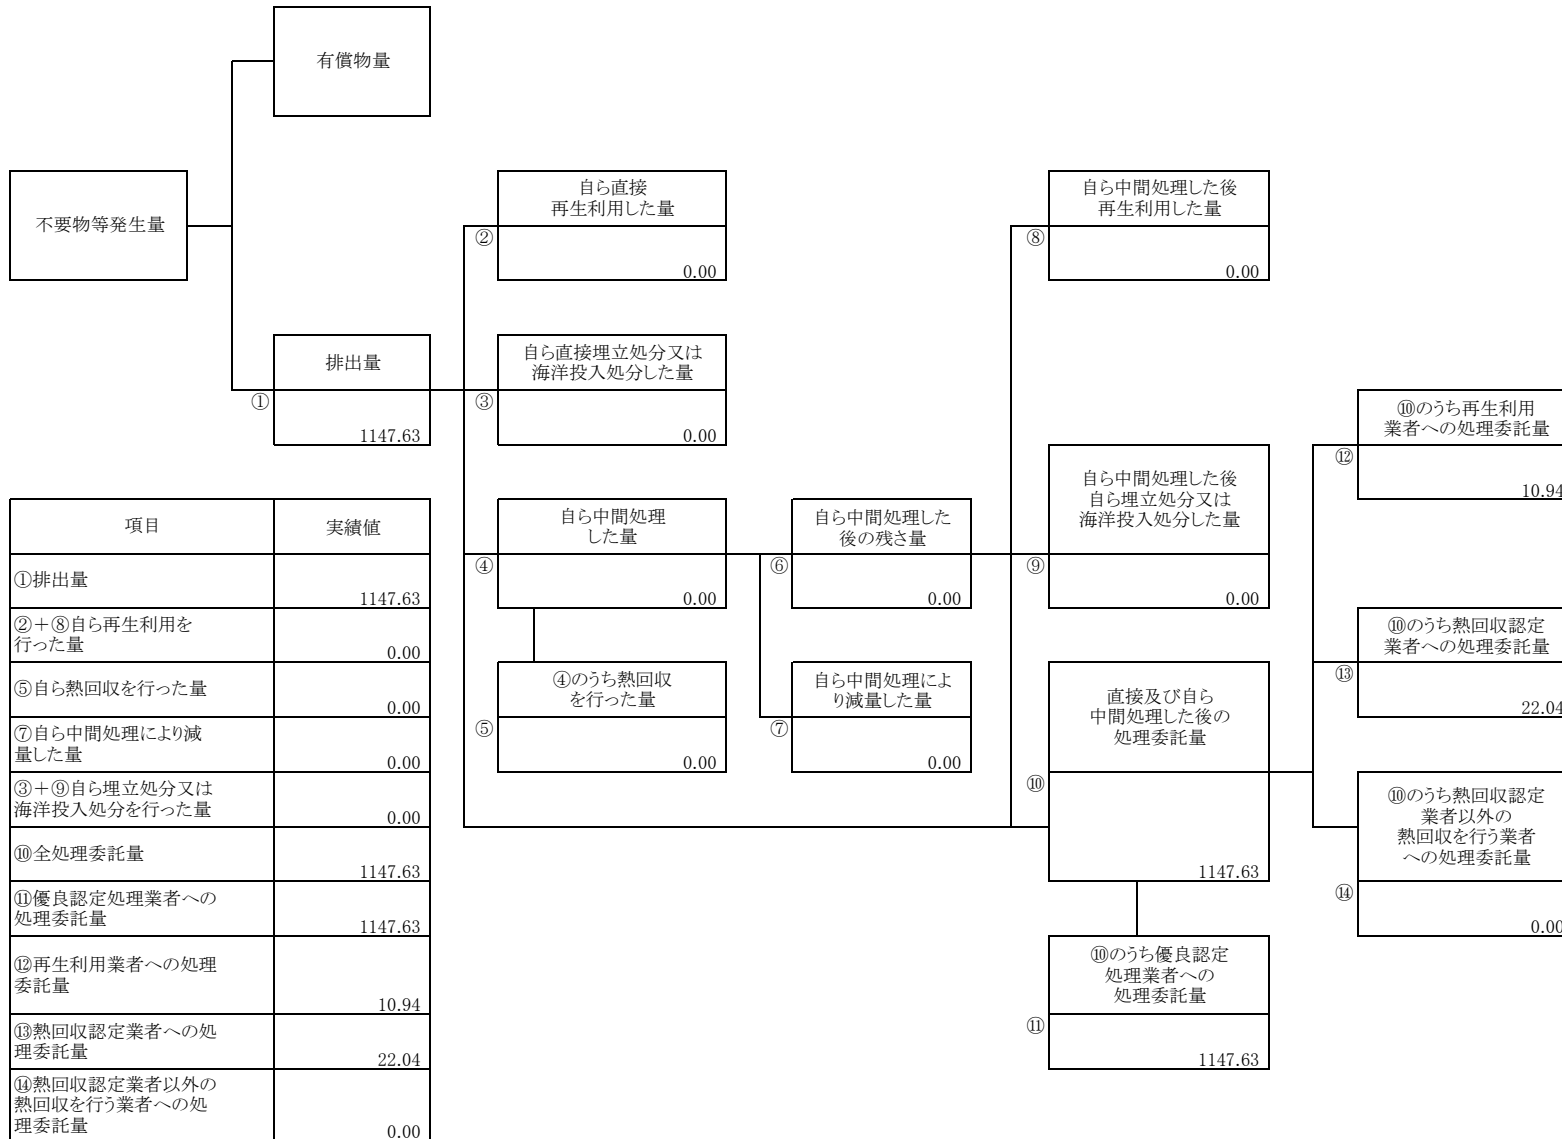 有償物量
不要物等発生量
自ら直接
再生利用した量
②
0.00
自ら中間処理した後
再生利用した量
⑧
0.00
排出量
①
1147.63
自ら直接埋立処分又は
海洋投入処分した量
③
0.00
⑩のうち再生利用
業者への処理委託量
⑫
10.94
自ら中間処理
した量
④
0.00
自ら中間処理した
後の残さ量
⑥
0.00
自ら中間処理した後
自ら埋立処分又は
海洋投入処分した量
⑨
0.00
⑩のうち熱回収認定
業者への処理委託量
⑬
22.04
④のうち熱回収
を行った量
⑤
0.00
自ら中間処理によ
り減量した量
⑦
0.00
直接及び自ら
中間処理した後の
処理委託量
⑩
1147.63
⑩のうち熱回収認定
業者以外の
熱回収を行う業者
への処理委託量
⑭
0.00
⑩のうち優良認定
処理業者への
処理委託量
⑪
1147.63
項目 実績値
①排出量
1147.63
②+⑧自ら再生利用を
行った量
0.00
⑤自ら熱回収を行った量
0.00
⑦自ら中間処理により減
量した量
0.00
③+⑨自ら埋立処分又は
海洋投入処分を行った量
0.00
⑩全処理委託量
1147.63
⑪優良認定処理業者への
処理委託量
1147.63
⑫再生利用業者への処理
委託量
10.94
⑬熱回収認定業者への処
理委託量
22.04
⑭熱回収認定業者以外の
熱回収を行う業者への処
理委託量
0.00